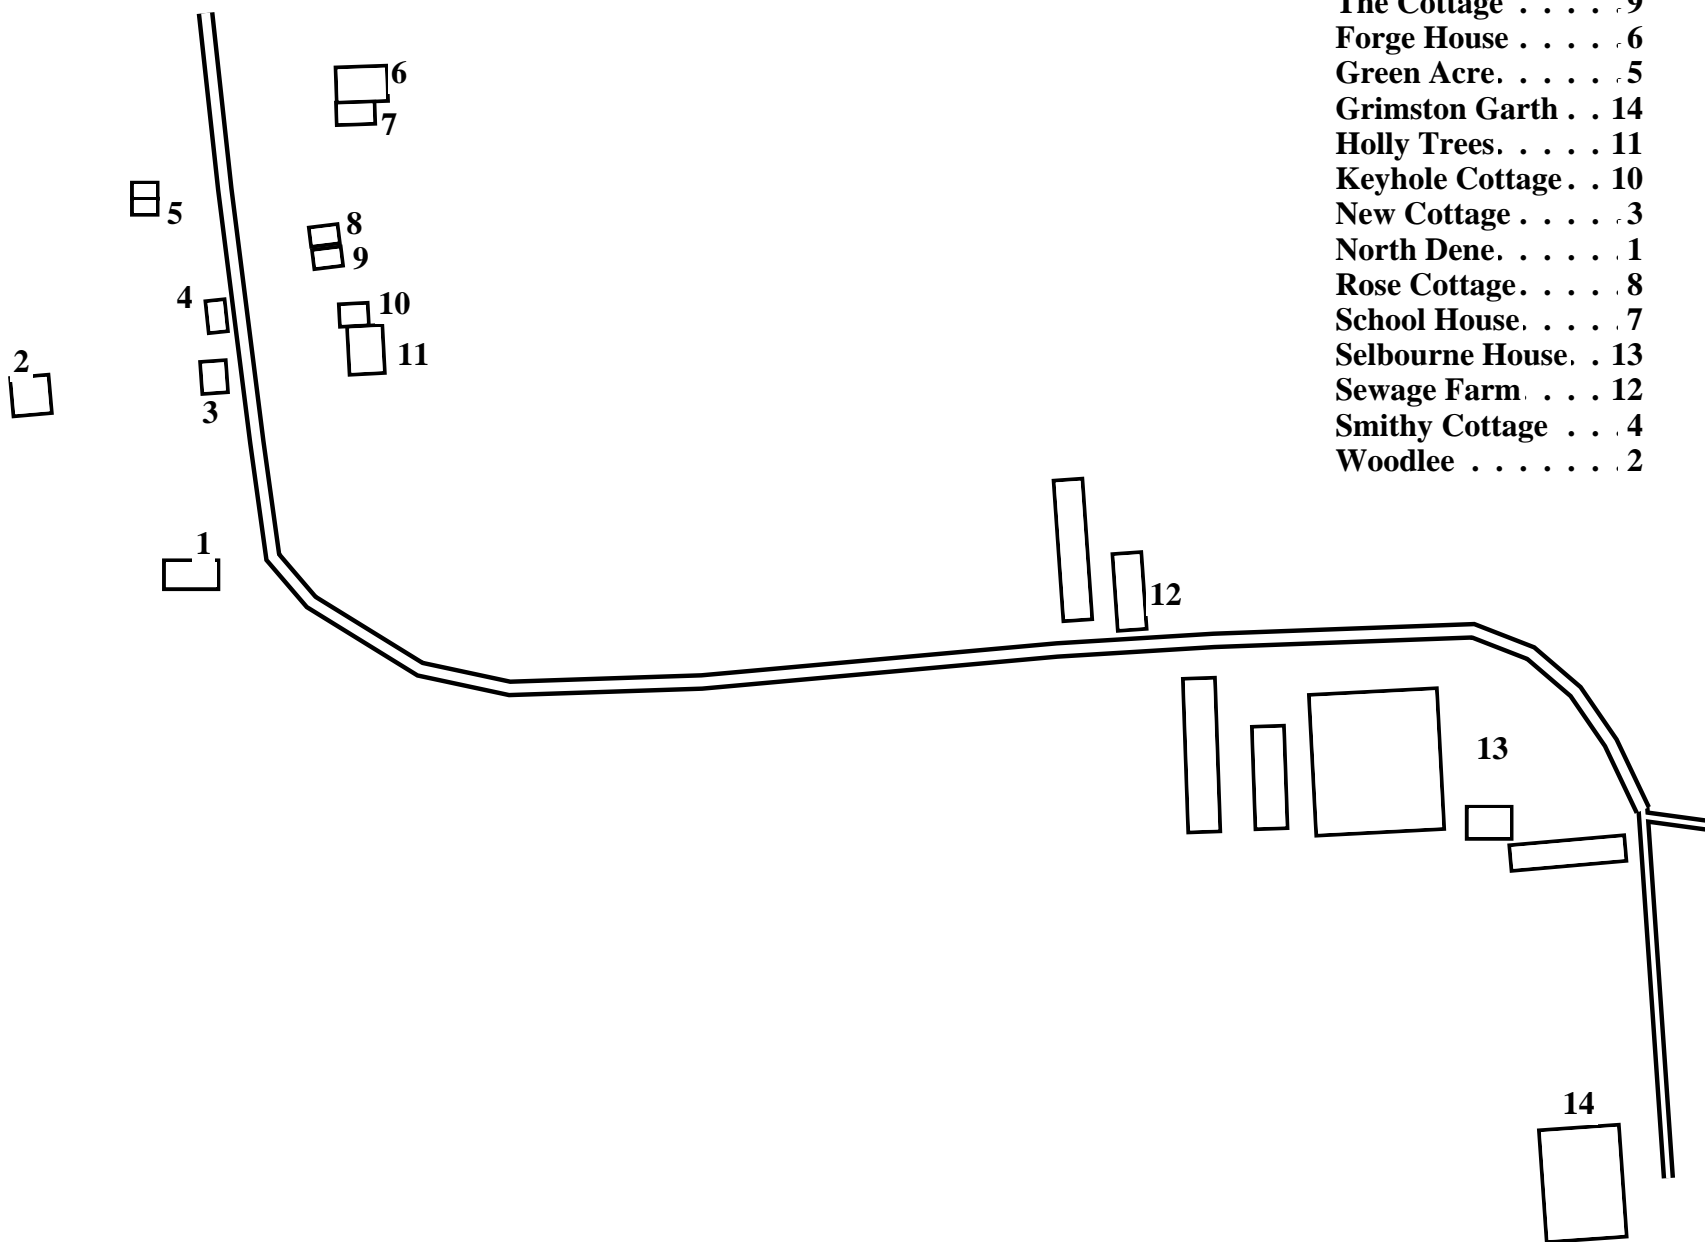 The Cottage . . . . . 9
Forge House . . . . . 6
Green Acre. . . . . . 5
Grimston Garth . . 14
Holly Trees. . . . . 11
Keyhole Cottage . . 10
New Cottage . . . . . 3
North Dene. . . . . . 1
Rose Cottage. . . . . 8
School House. . . . . 7
Selbourne House. . 13
Sewage Farm. . . . 12
Smithy Cottage . . . 4
Woodlee . . . . . . . 2
6
7
5
8
9
4
10
11
2
3
1
12
13
14